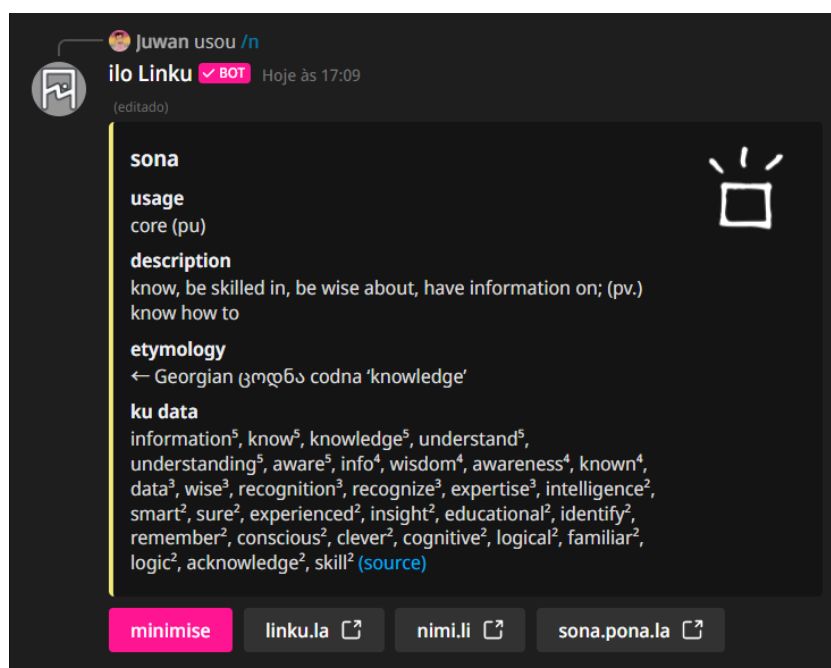 Juwan usou /n
ilo Linku ✓ BOT Hoje às 17:09
(editado)
sona
usage
core (pu)
description
know, be skilled in, be wise about, have information on; (pv.)
know how to
etymology
← Georgian ცოდნა codna ‘knowledge’
ku data
information⁵, know⁵, knowledge⁵, understand⁵,
understanding⁵, aware⁵, info⁴, wisdom⁴, awareness⁴, known⁴,
data³, wise³, recognition³, recognize³, expertise³, intelligence²,
smart², sure², experienced², insight², educational², identify²,
remember², conscious², clever², cognitive², logical², familiar²,
logic², acknowledge², skill² (source)
minimise linku.la nimi.li sona.pona.la